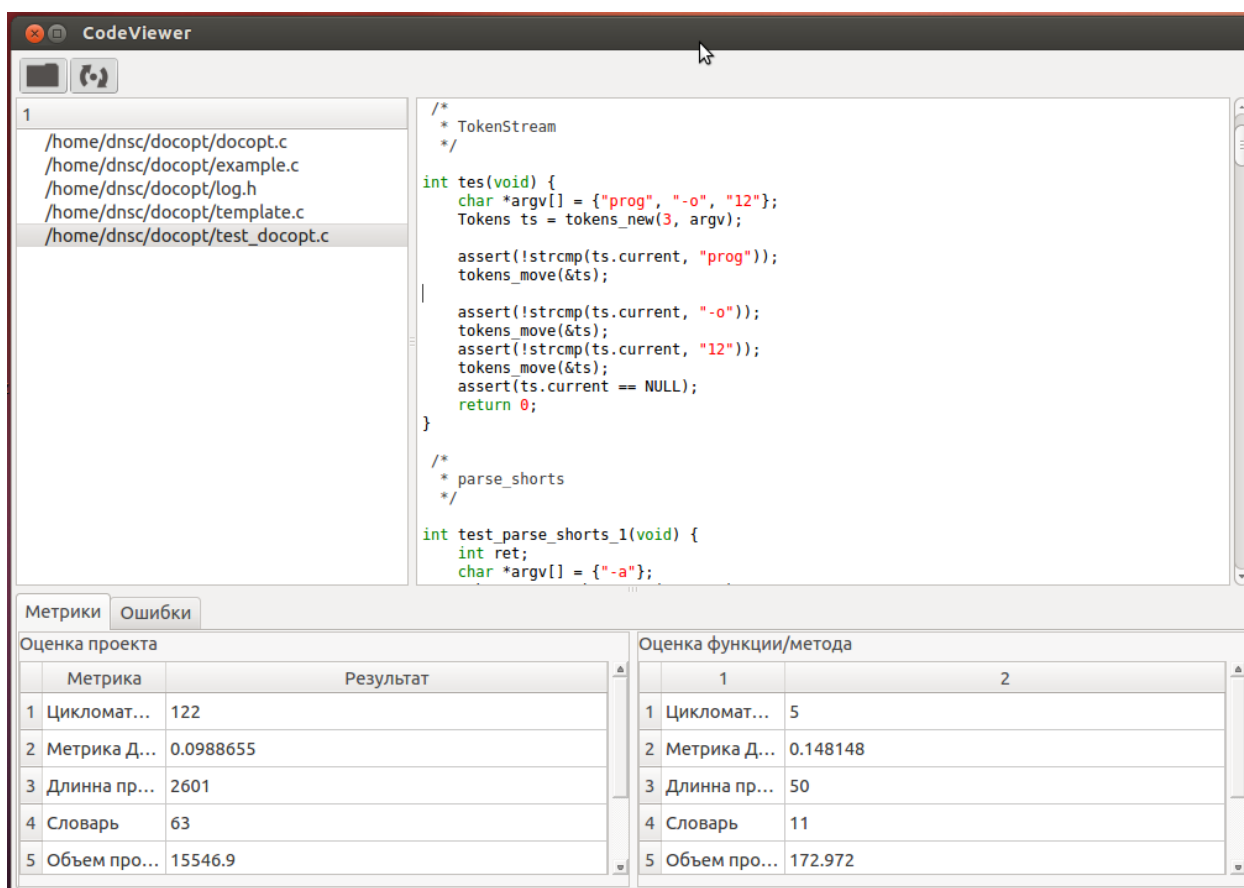 CodeViewer
1
/home/dnsc/docopt/docopt.c
/home/dnsc/docopt/example.c
/home/dnsc/docopt/log.h
/home/dnsc/docopt/template.c
/home/dnsc/docopt/test_docopt.c
/*
* TokenStream
*/
int tes(void) {
char *argv[] = {"prog", "-o", "12"};
Tokens ts = tokens_new(3, argv);
assert(!strcmp(ts.current, "prog"));
tokens_move(&ts);
assert(!strcmp(ts.current, "-o"));
tokens_move(&ts);
assert(!strcmp(ts.current, "12"));
tokens_move(&ts);
assert(ts.current == NULL);
return 0;
}
/*
* parse_shorts
*/
int test_parse_shorts_1(void) {
int ret;
char *argv[] = {"-a"};
Метрики Ошибки
Оценка проекта
Метрика Результат
1 Цикломат... 122
2 Метрика Д... 0.0988655
3 Длинна пр... 2601
4 Словарь 63
5 Объем про... 15546.9
Оценка функции/метода
1 2
1 Цикломат... 5
2 Метрика Д... 0.148148
3 Длинна пр... 50
4 Словарь 11
5 Объем про... 172.972